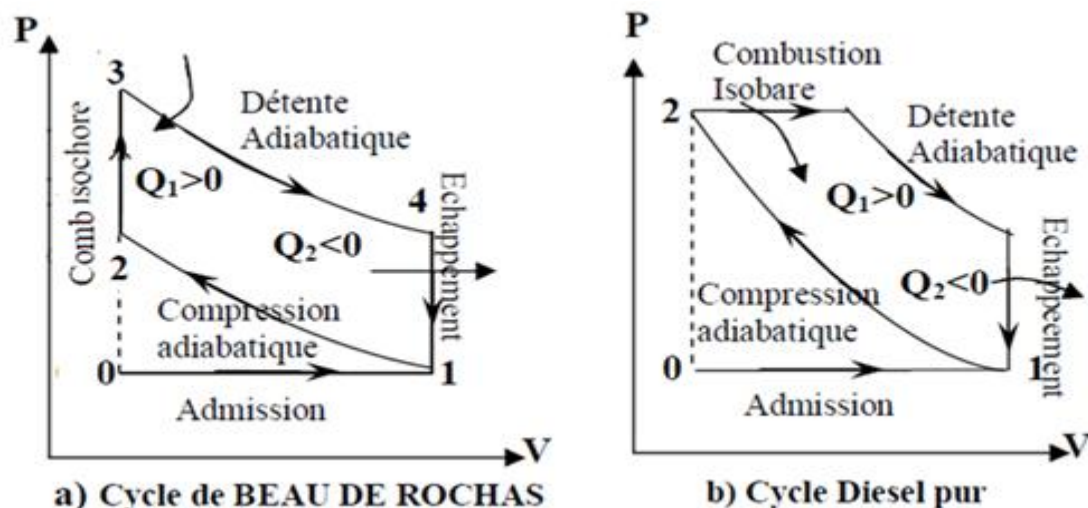 P
3
Détente
Adiabatique
Comb isochore
Q₁>0
4
Q₂<0
Echappement
2
Compression
adiabatique
0
1
Admission
V
a) Cycle de BEAU DE ROCHAS
P
Combustion
Isobare
2
Détente
Adiabatique
Q₁>0
Q₂<0
Echappeement
Compression
adiabatique
0
1
Admission
V
b) Cycle Diesel pur